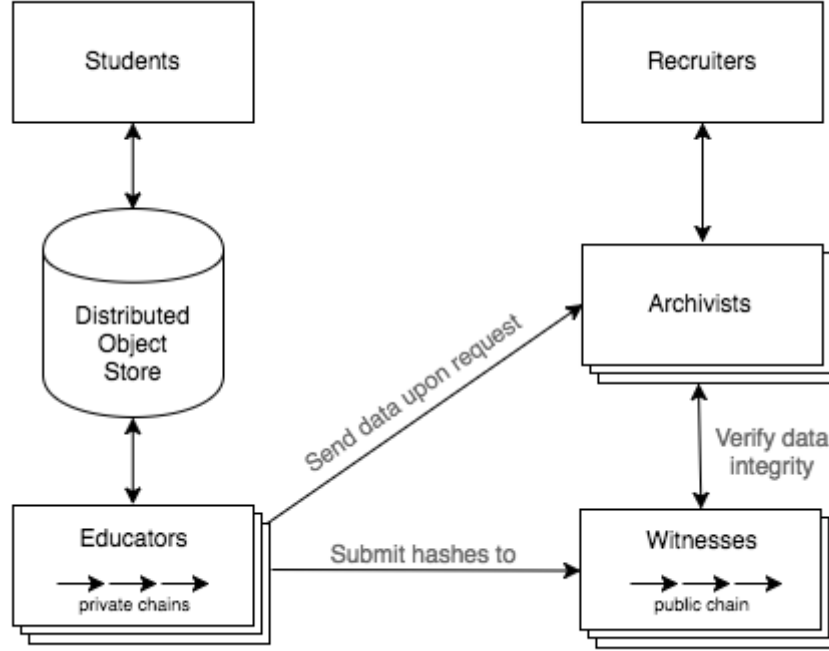 Students
Recruiters
Distributed
Object
Store
Archivists
Send data upon request
Verify data
integrity
Educators
private chains
Submit hashes to
Witnesses
public chain